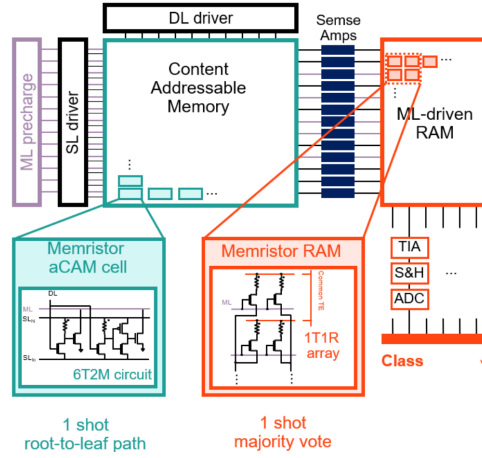 DL driver
Semse
Amps
ML precharge
SL driver
Content
Addressable
Memory
...
...
ML-driven
RAM
Memristor
aCAM cell
DL
ML
SLhi
SLlo
6T2M circuit
1 shot
root-to-leaf path
Memristor RAM
Common TE
ML
1T1R
array
1 shot
majority vote
TIA
S&H
...
ADC
Class